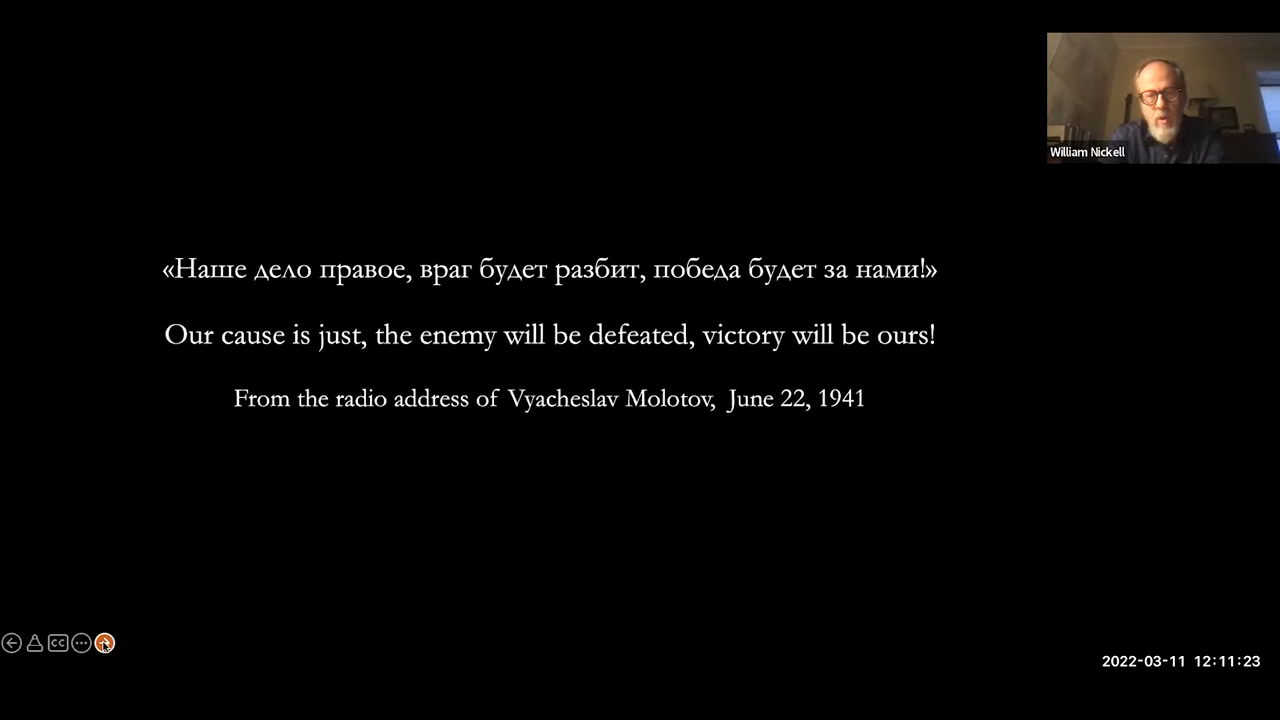 William Nickell
«Наше дело правое, враг будет разбит, победа будет за нами!»
Our cause is just, the enemy will be defeated, victory will be ours!
From the radio address of Vyacheslav Molotov, June 22, 1941
CC
2022-03-11 12:11:23